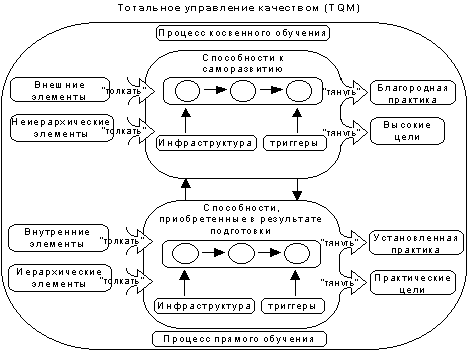 Тотальное управление качеством (TQM)
Процесс косвенного обучения
Способности к
саморазвитию
Внешние
элементы
"толкать"
"тянуть"
Благородная
практика
Неиерархические
элементы
"толкать"
"тянуть"
Высокие
цели
Инфраструктура
триггеры
Способности,
приобретенные в результате
подготовки
Внутренние
элементы
"толкать"
"тянуть"
Установленная
практика
Иерархические
элементы
"толкать"
"тянуть"
Практические
цели
Инфраструктура
триггеры
Процесс прямого обучения